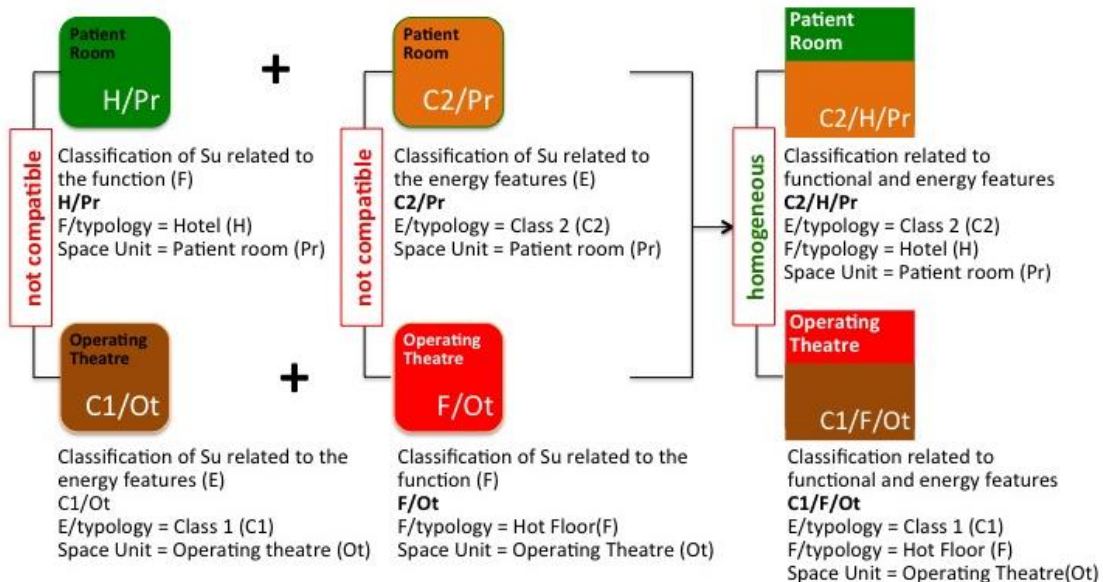 Patient
Room
H/Pr
+
Patient
Room
C2/Pr
Patient
Room
C2/H/Pr
not compatible
not compatible
homogeneous
Classification of Su related to
the function (F)
H/Pr
F/typology = Hotel (H)
Space Unit = Patient room (Pr)
Classification of Su related to
the energy features (E)
C2/Pr
E/typology = Class 2 (C2)
Space Unit = Patient room (Pr)
Classification related to
functional and energy features
C2/H/Pr
E/typology = Class 2 (C2)
F/typology = Hotel (H)
Space Unit = Patient room (Pr)
Operating
Theatre
C1/Ot
+
Operating
Theatre
F/Ot
Operating
Theatre
C1/F/Ot
Classification of Su related to the
energy features (E)
C1/Ot
E/typology = Class 1 (C1)
Space Unit = Operating theatre (Ot)
Classification of Su related to the
function (F)
F/Ot
F/typology = Hot Floor(F)
Space Unit = Operating Theatre (Ot)
Classification related to
functional and energy features
C1/F/Ot
E/typology = Class 1 (C1)
F/typology = Hot Floor (F)
Space Unit = Operating Theatre(Ot)